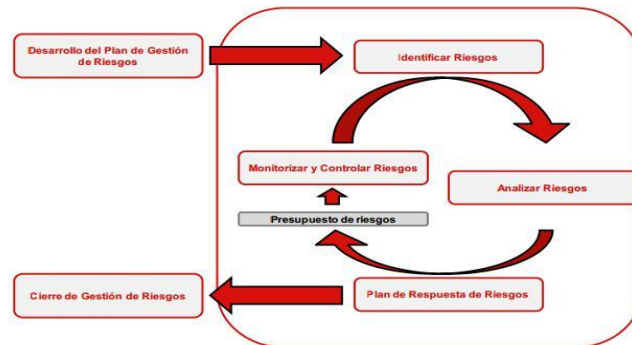 Desarrollo del Plan de Gestión
de Riesgos
Identificar Riesgos
Monitorizar y Controlar Riesgos
Analizar Riesgos
Presupuesto de riesgos
Cierre de Gestión de Riesgos
Plan de Respuesta de Riesgos